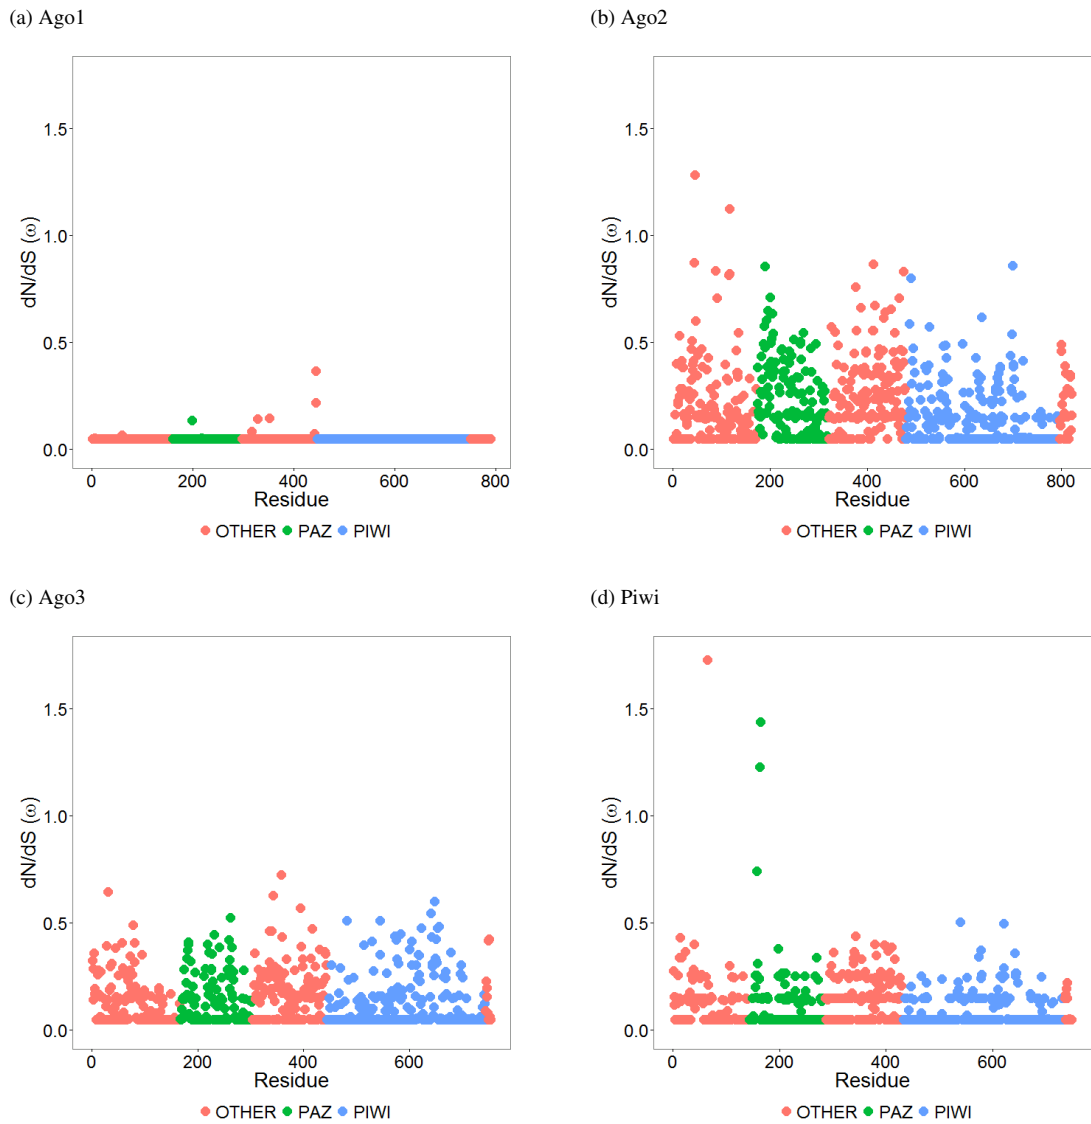 (a) Ago1
(b) Ago2
1.5
1.0
0.5
0.0
dN/dS (ω)
0
200
400
600
800
Residue
OTHER PAZ PIWI
1.5
1.0
0.5
0.0
dN/dS (ω)
0
200
400
600
800
Residue
OTHER PAZ PIWI
(c) Ago3
(d) Piwi
1.5
1.0
0.5
0.0
dN/dS (ω)
0
200
400
600
Residue
OTHER PAZ PIWI
1.5
1.0
0.5
0.0
dN/dS (ω)
0
200
400
600
Residue
OTHER PAZ PIWI